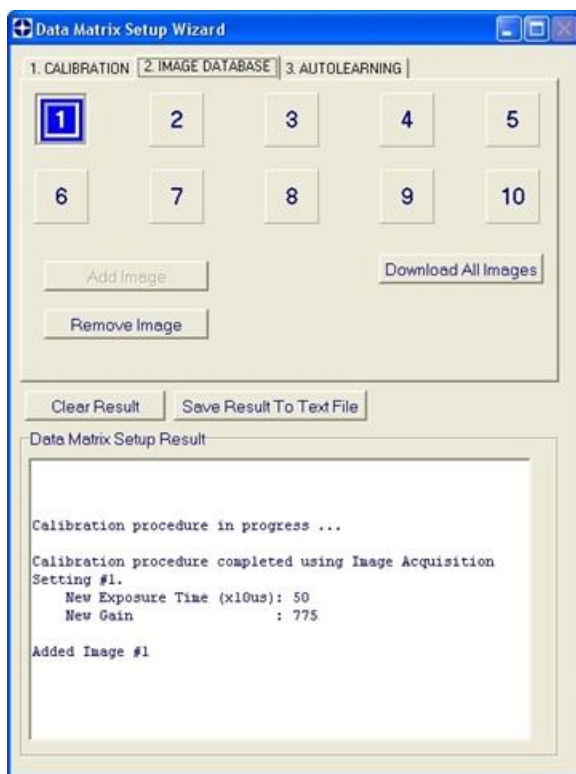 Data Matrix Setup Wizard
1. CALIBRATION 2. IMAGE DATABASE 3. AUTOLEARNING
1 2 3 4 5
6 7 8 9 10
Add Image Download All Images
Remove Image
Clear Result Save Result To Text File
Data Matrix Setup Result
Calibration procedure in progress ...
Calibration procedure completed using Image Acquisition
Setting #1.
New Exposure Time (x10us): 50
New Gain : 775
Added Image #1